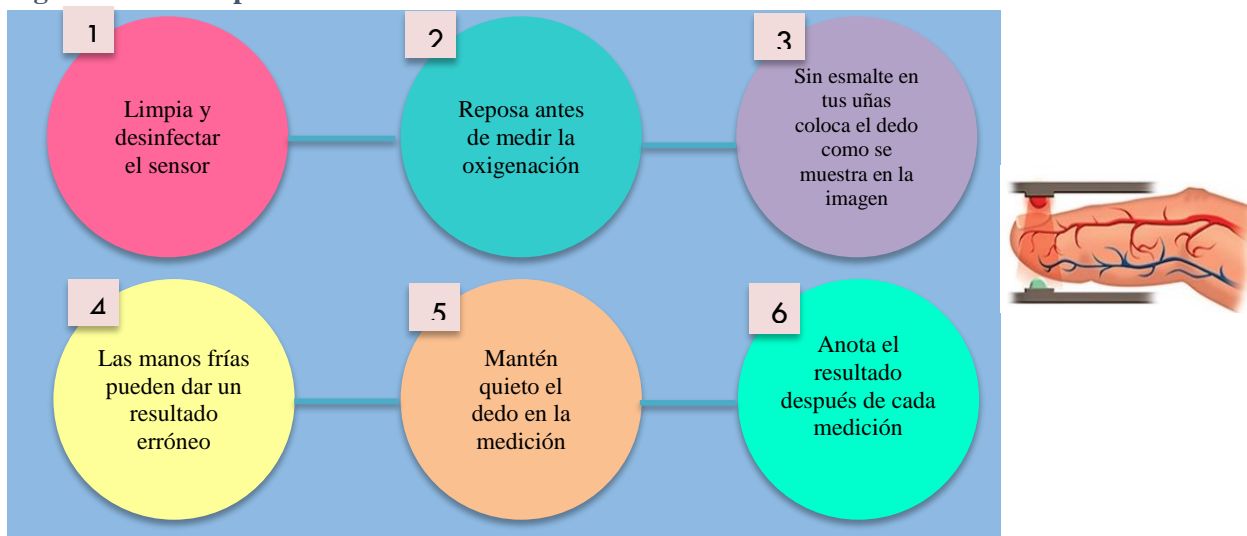 1
Limpia y
desinfectar
el sensor
2
Reposa antes
de medir la
oxigenación
3
Sin esmalte en
tus uñas
coloca el dedo
como se
muestra en la
imagen
4
Las manos frías
pueden dar un
resultado
erróneo
5
Mantén
quieto el
dedo en la
medición
6
Anota el
resultado
después de cada
medición